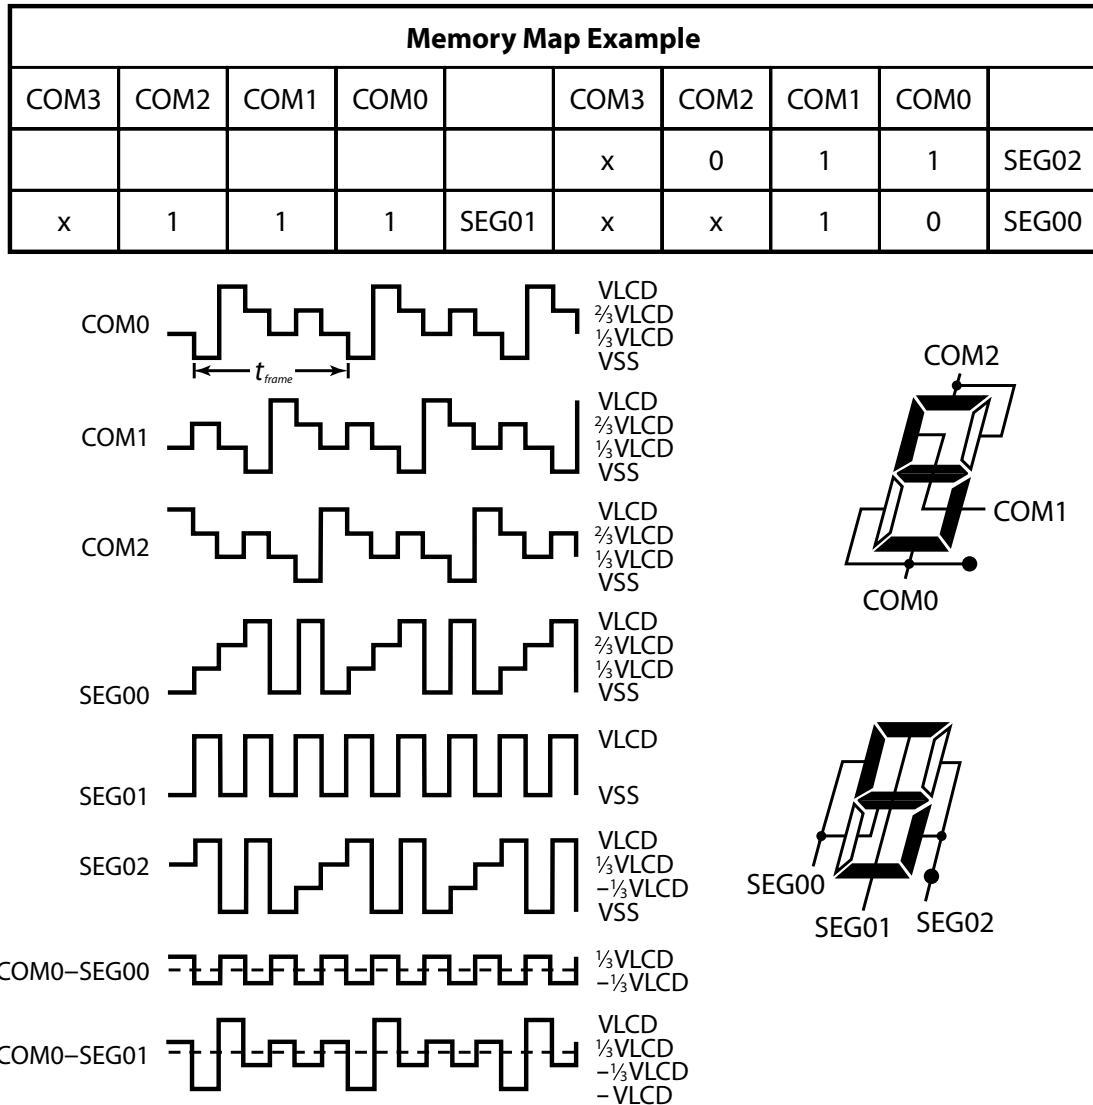 Memory Map Example
COM3 COM2 COM1 COM0 COM3 COM2 COM1 COM0
x 0 1 1 SEG02
x 1 1 1 SEG01 x x 1 0 SEG00
COM0
VLCD
⅔VLCD
⅓VLCD
VSS
tframe
COM1
VLCD
⅔VLCD
⅓VLCD
VSS
COM2
VLCD
⅔VLCD
⅓VLCD
VSS
SEG00
VLCD
⅔VLCD
⅓VLCD
VSS
SEG01
VLCD
VSS
SEG02
VLCD
⅓VLCD
–⅓VLCD
VSS
COM0–SEG00
⅓VLCD
–⅓VLCD
COM0–SEG01
VLCD
⅓VLCD
–⅓VLCD
–VLCD
COM2
COM1
COM0
SEG00
SEG01
SEG02